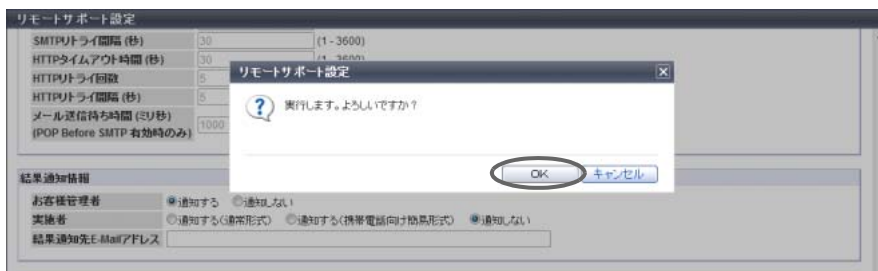 リモートサポート設定
SMTPリトライ間隔 (秒) 30 (1 - 3600)
HTTPタイムアウト時間 (秒) 30 (1 - 3600)
HTTPリトライ回数 5
HTTPリトライ間隔 (秒) 5
メール送信待ち時間 (ミリ秒)
(POP Before SMTP 有効時のみ) 1000
リモートサポート設定
実行します。よろしいですか?
OK キャンセル
結果通知情報
お客様管理者 通知する 通知しない
実施者 通知する(通常形式) 通知する(携帯電話向け簡易形式) 通知しない
結果通知先E-Mailアドレス